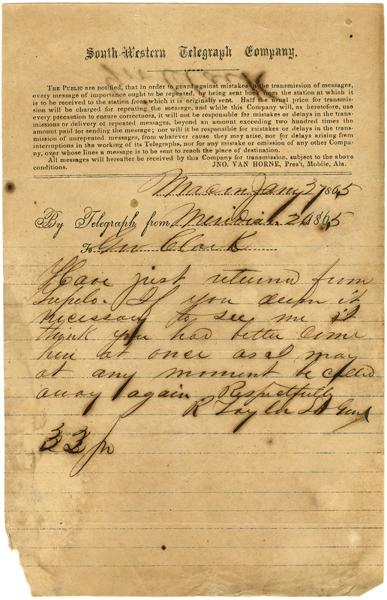 South-Western Telegraph Company.
THE PUBLIC are notified, that in order to guard against mistakes in the transmission of messages,
every message of importance ought to be repeated, by being sent back from the station at which it
is to be received to the station from which it is originally sent. Half the usual price for transmis-
sion will be charged for repeating the message, and while this Company will, as heretofore, use
every precaution to ensure correctness, it will not be responsible for mistakes or delays in the trans-
missions or delivery of repeated messages, beyond an amount exceeding two hundred times the
amount paid for sending the message; nor will it be responsible for mistakes or delays in the trans-
mission of unrepeated messages, from whatever cause they may arise, nor for delays arising from
interruptions in the working of its Telegraphs, nor for any mistake or omission of any other Compa-
ny, over whose lines a message is to be sent to reach the place of destination.
All messages will hereafter be received by this Company for transmission, subject to the above
conditions.
JNO. VAN HORNE, Pres't, Mobile, Ala.
Macon Jany 27 1865
By Telegraph from Meridian 26 1865
To Gov Clark
Have just returned from
Tupelo. If you deem it
necessary to see me I
think you had better come
here at once as I may
at any moment be called
away again Respectfully
R Taylor Lt Genl